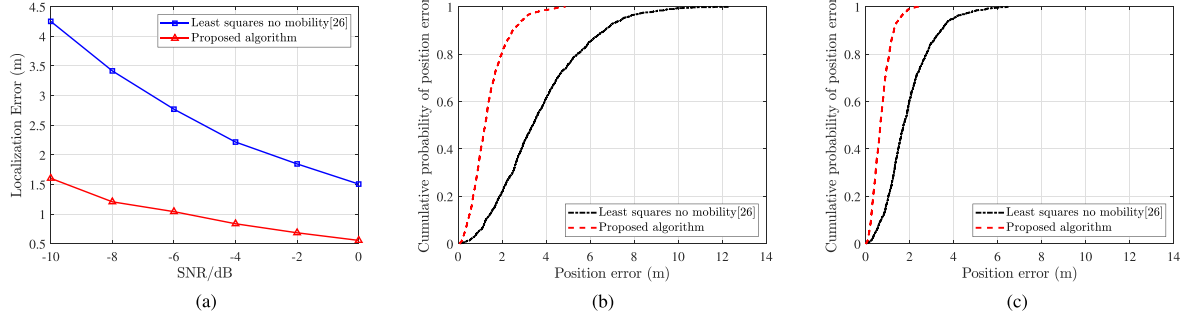 4.5
4
3.5
3
2.5
2
1.5
1
0.5
Localization Error (m)
-10 -8 -6 -4 -2 0
SNR/dB
Least squares no mobility[26]
Proposed algorithm
(a)
1
0.8
0.6
0.4
0.2
0
Cumulative probability of position error
0 2 4 6 8 10 12 14
Position error (m)
Least squares no mobility[26]
Proposed algorithm
(b)
1
0.8
0.6
0.4
0.2
0
Cumulative probability of position error
0 2 4 6 8 10 12 14
Position error (m)
Least squares no mobility[26]
Proposed algorithm
(c)